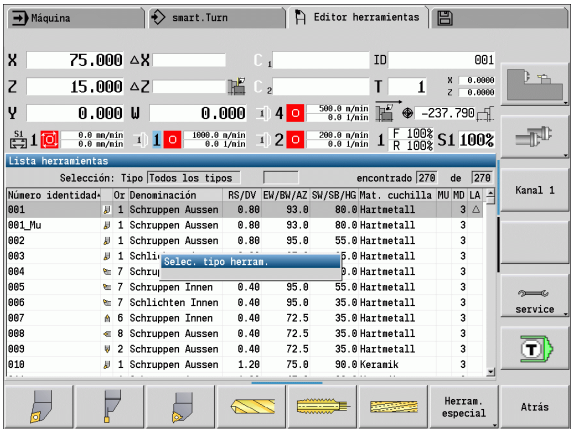 Máquina smart.Turn Editor herramientas
X 75.000 ΔX C 1 ID 001
Z 15.000 ΔZ C 2 T 1 X 0.0000 Z 0.0000
Y 0.000 W 0.000 4 0 500.0 m/min 0.0 1/min -237.790
S1 1 0 0.0 mm/min 0.0 mm/min 1 0 1000.0 m/min 0.0 1/min 2 0 200.0 m/min 0.0 1/min 1 F 100% R 100% S1 100%
Lista herramientas
Selección: Tipo Todos los tipos encontrado 270 de 270
Número identidad Or Denominación RS/DV EW/BW/AZ SW/SB/HG Mat. cuchilla MU MD LA
001 1 Schruppen Aussen 0.80 93.0 80.0 Hartmetall 3
001_Mu 1 Schruppen Aussen 0.80 93.0 80.0 Hartmetall 3
002 1 Schruppen Aussen 0.80 95.0 55.0 Hartmetall 3
003 1 Hartmetall 3
Selec. tipo herram.
004 7 .0 Hartmetall 3
005 7 Schruppen Innen 0.40 95.0 55.0 Hartmetall 3
006 7 Schlichten Innen 0.40 95.0 35.0 Hartmetall 3
007 6 Schruppen Innen 0.40 72.5 35.0 Hartmetall 3
008 8 Schruppen Aussen 0.40 72.5 35.0 Hartmetall 3
009 2 Schruppen Aussen 0.40 72.5 35.0 Hartmetall 3
010 1 Schruppen Aussen 1.20 75.0 90.0 Keramik 3
Kanal 1
service
T
Herram. especial
Atrás